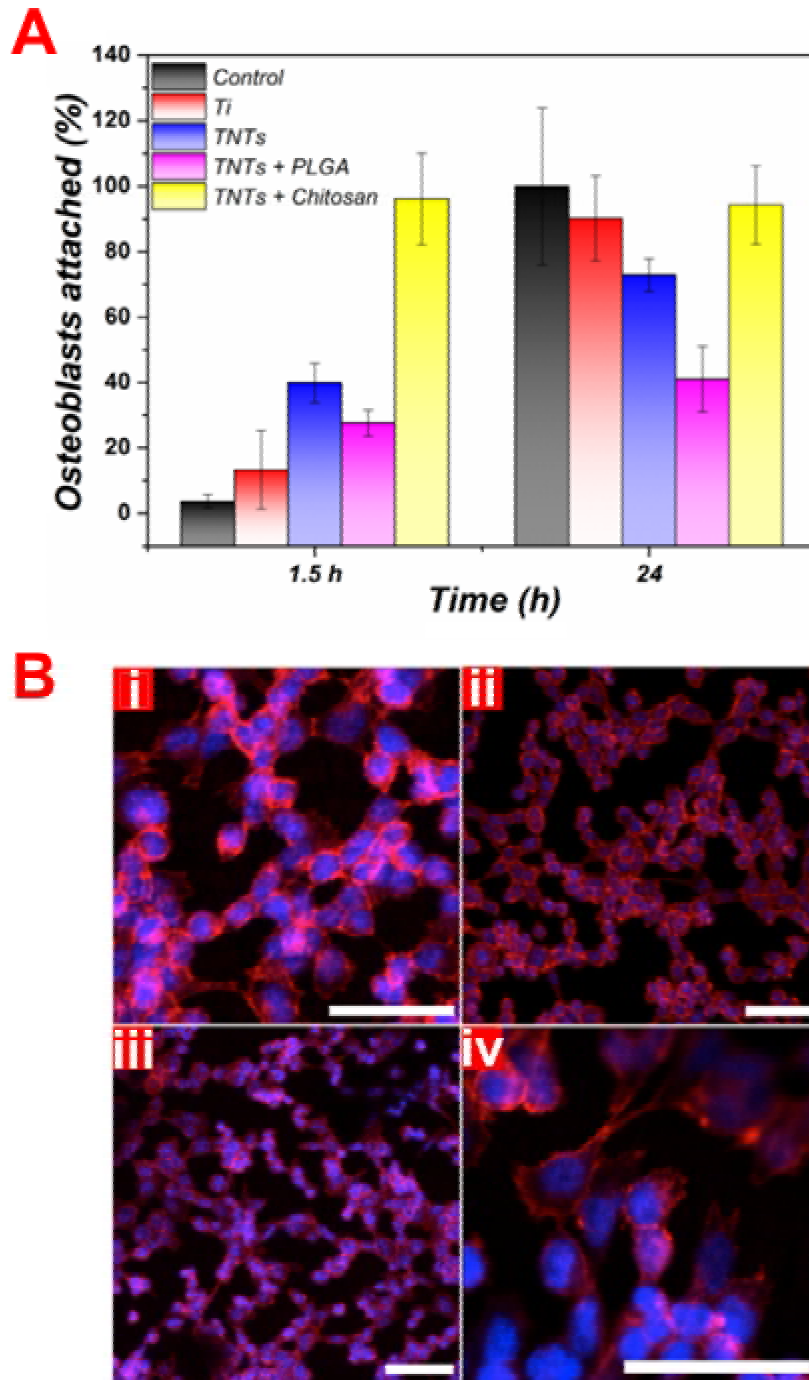 A
140
120
100
80
60
40
20
0
Osteoblasts attached (%)
Control
Ti
TNTs
TNTs + PLGA
TNTs + Chitosan
1.5 h
24
Time (h)
B
i
ii
iii
iv